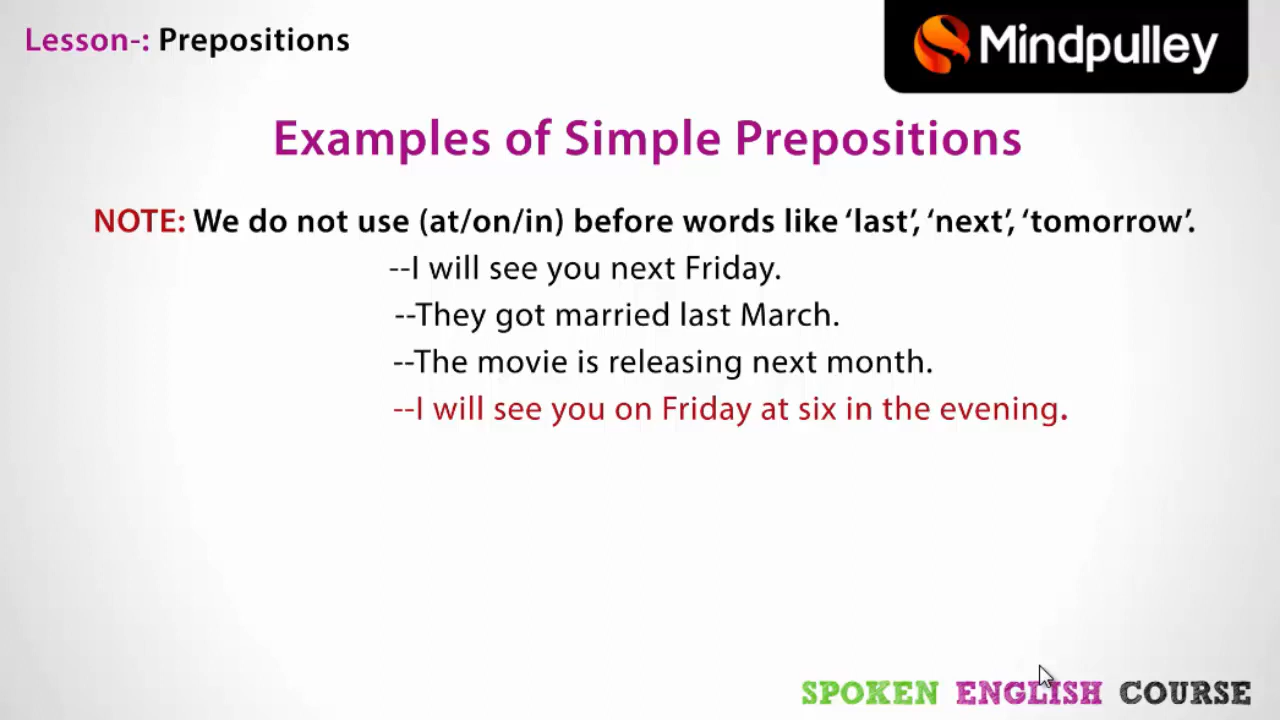 Lesson-: Prepositions
Mindpulley
Examples of Simple Prepositions
NOTE: We do not use (at/on/in) before words like ‘last’, ‘next’, ‘tomorrow’.
--I will see you next Friday.
--They got married last March.
--The movie is releasing next month.
--I will see you on Friday at six in the evening.
SPOKEN ENGLISH COURSE